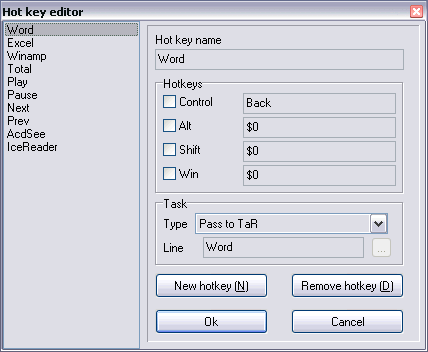 Hot key editor
Word
Excel
Winamp
Total
Play
Pause
Next
Prev
AcdSee
IceReader
Hot key name
Word
Hotkeys
Control Back
Alt $0
Shift $0
Win $0
Task
Type Pass to TaR
Line Word ...
New hotkey (N) Remove hotkey (D)
Ok Cancel